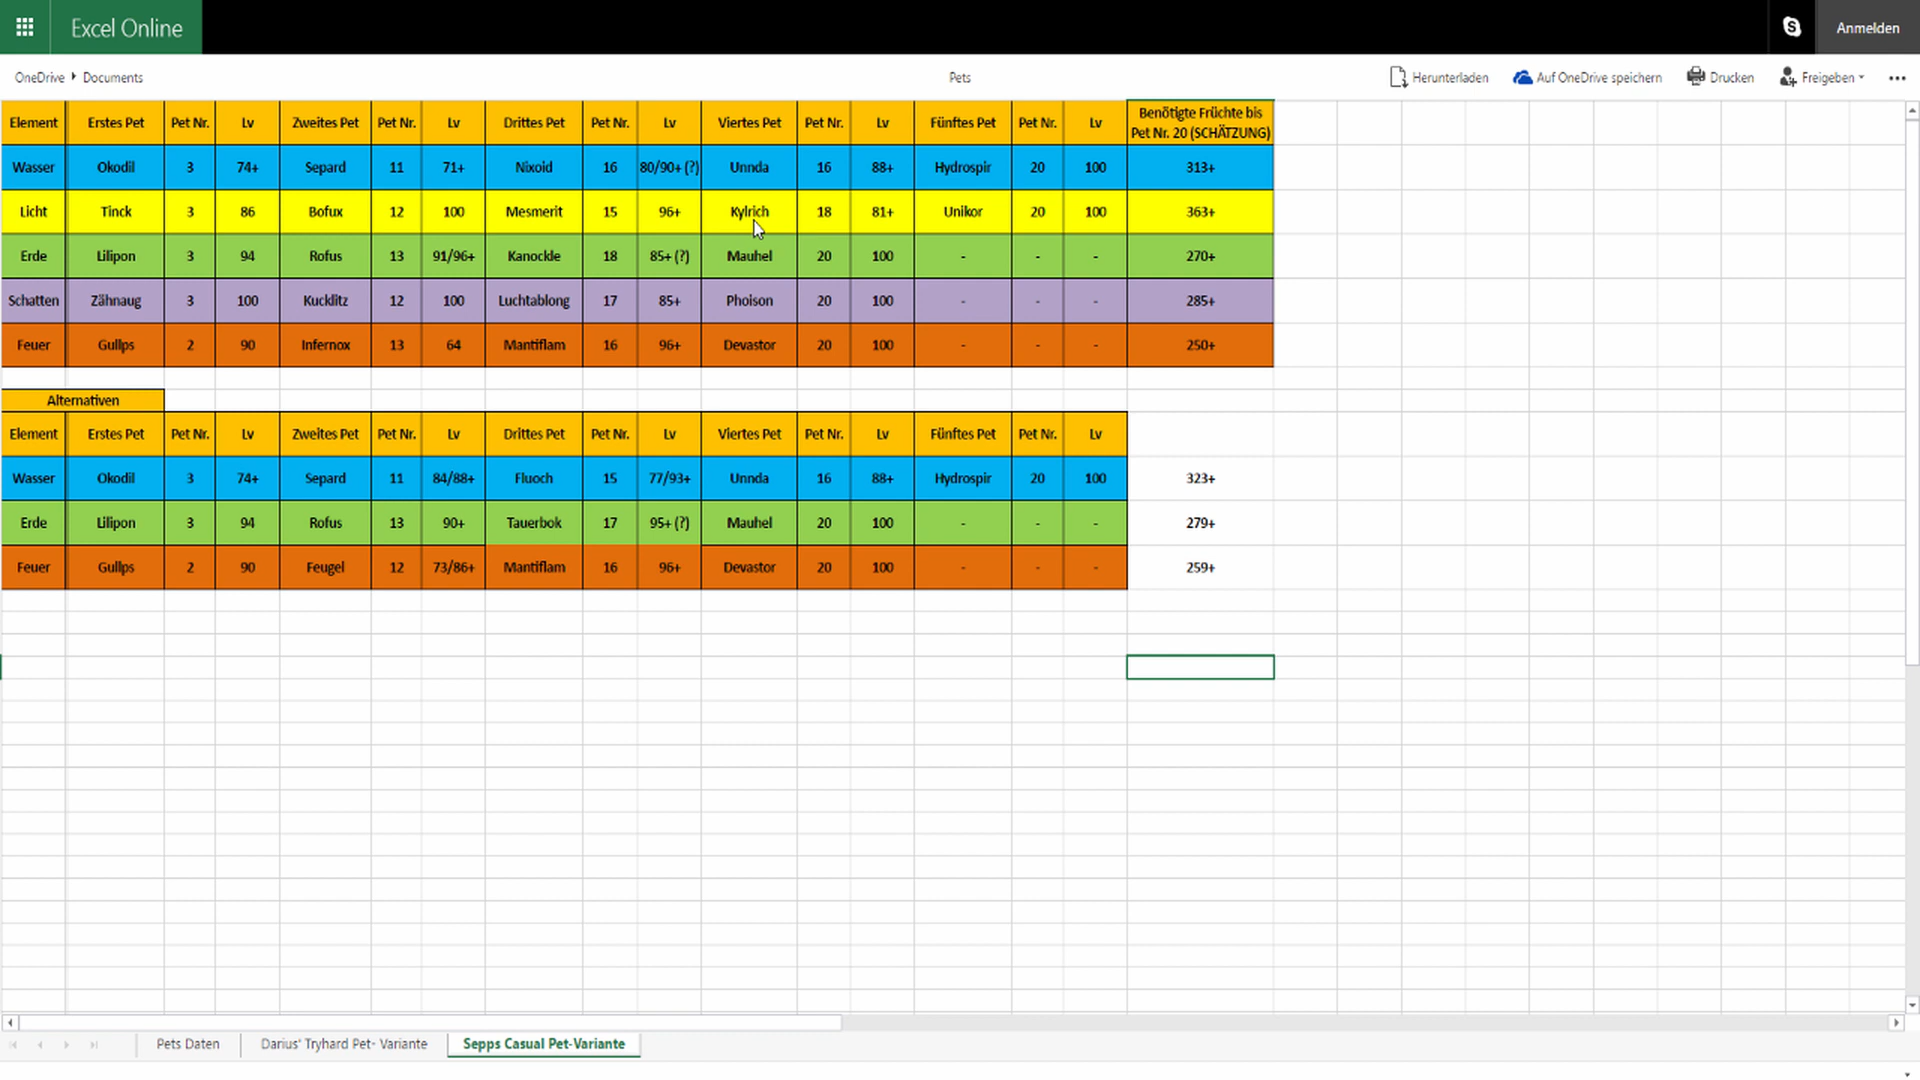 Excel Online
Anmelden
OneDrive Documents
Pets
Herunterladen Auf OneDrive speichern Drucken Freigeben
Element Erstes Pet Pet Nr. Lv Zweites Pet Pet Nr. Lv Drittes Pet Pet Nr. Lv Viertes Pet Pet Nr. Lv Fünftes Pet Pet Nr. Lv Benötigte Früchte bis
Pet Nr. 20 (SCHÄTZUNG)
Wasser Okodil 3 74+ Separd 11 71+ Nixoid 16 80/90+ (?) Unnda 16 88+ Hydrospir 20 100 313+
Licht Tinck 3 86 Bofux 12 100 Mesmerit 15 96+ Kylrich 18 81+ Unikor 20 100 363+
Erde Lilipon 3 94 Rofus 13 91/96+ Kanockle 18 85+ (?) Mauhel 20 100 - - - 270+
Schatten Zähnaug 3 100 Kucklitz 12 100 Luchtablong 17 85+ Phoison 20 100 - - - 285+
Feuer Gullps 2 90 Infernox 13 64 Mantiflam 16 96+ Devastor 20 100 - - - 250+
Alternativen
Element Erstes Pet Pet Nr. Lv Zweites Pet Pet Nr. Lv Drittes Pet Pet Nr. Lv Viertes Pet Pet Nr. Lv Fünftes Pet Pet Nr. Lv
Wasser Okodil 3 74+ Separd 11 84/88+ Fluoch 15 77/93+ Unnda 16 88+ Hydrospir 20 100 323+
Erde Lilipon 3 94 Rofus 13 90+ Tauerbok 17 95+ (?) Mauhel 20 100 - - - 279+
Feuer Gullps 2 90 Feugel 12 73/86+ Mantiflam 16 96+ Devastor 20 100 - - - 259+
Pets Daten Darius' Tryhard Pet- Variante Sepps Casual Pet-Variante